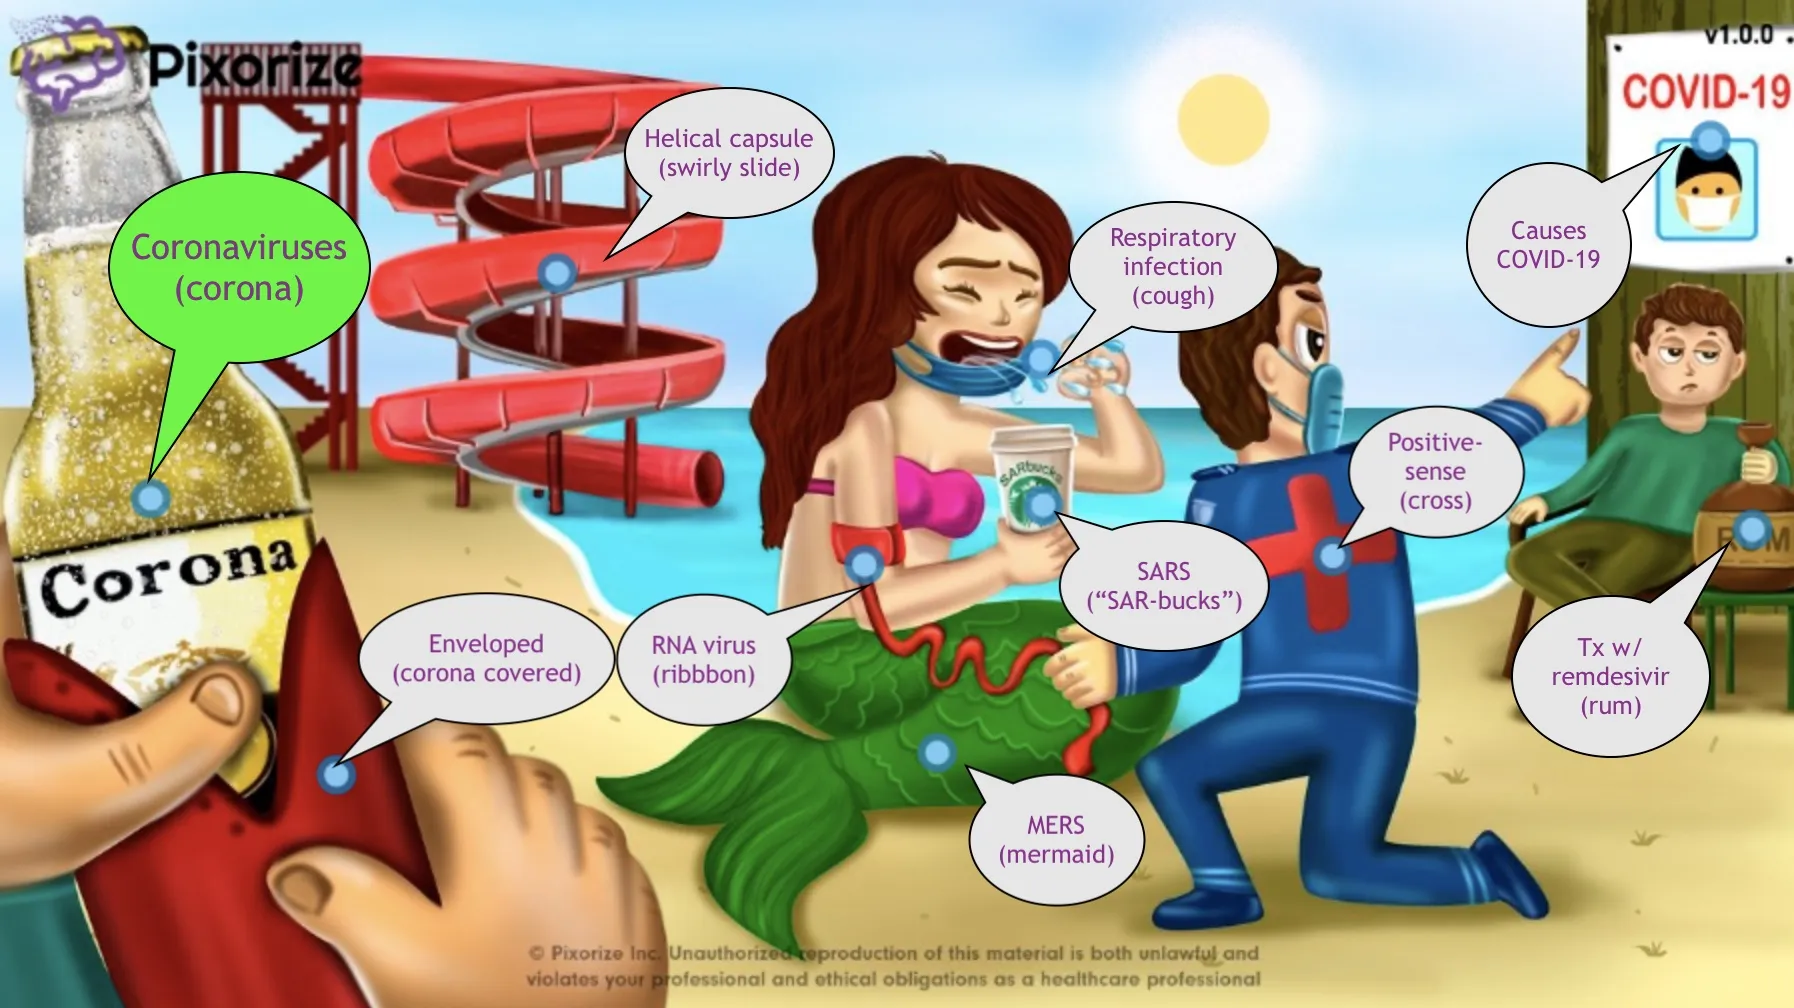 Pixorize
v1.0.0
COVID-19
Helical capsule
(swirly slide)
Respiratory
infection
(cough)
Causes
COVID-19
Coronaviruses
(corona)
Positive-
sense
(cross)
SARbucks
Corona
RUM
SARS
(“SAR-bucks”)
Enveloped
(corona covered)
RNA virus
(ribbbon)
Tx w/
remdesivir
(rum)
MERS
(mermaid)
© Pixorize Inc. Unauthorized reproduction of this material is both unlawful and
violates your professional and ethical obligations as a healthcare professional